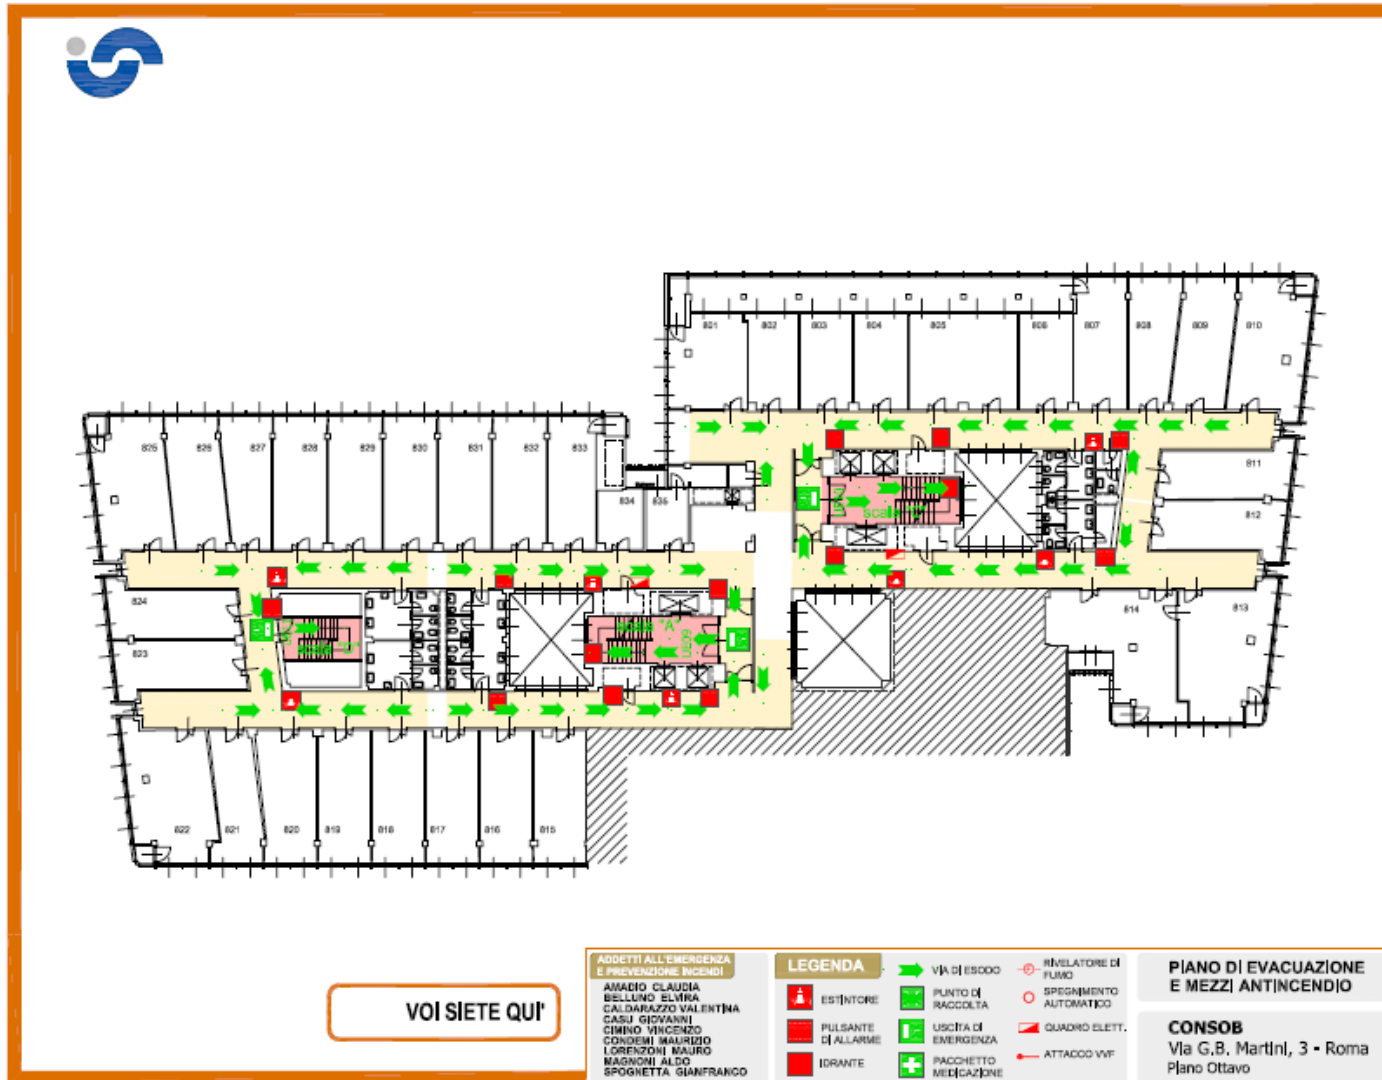 801 802 803 804 805 806 807 808 809 810
825 826 827 828 829 830 831 832 833
811
812
834 835
scala "C"
824
823
scala "A"
US09
scala "D"
814 813
822 821 820 819 818 817 816 815
VOI SIETE QUI'
ADDETTI ALL'EMERGENZA
E PREVENZIONE INCENDI
AMADIO CLAUDIA
BELLUNO ELVIRA
CALDARAZZO VALENTINA
CASU GIOVANNI
CIMINO VINCENZO
CONDEMI MAURIZIO
LORENZONI MAURO
MAGNONI ALDO
SPOGNETTA GIANFRANCO
LEGENDA
ESTINTORE
PULSANTE
DI ALLARME
IDRANTE
VIA DI ESODO
PUNTO DI
RACCOLTA
USCITA DI
EMERGENZA
PACCHETTO
MEDICAZIONE
RIVELATORE DI
FUMO
SPEGNIMENTO
AUTOMATICO
QUADRO ELETT.
ATTACCO VVF
PIANO DI EVACUAZIONE
E MEZZI ANTINCENDIO
CONSOB
Via G.B. Martini, 3 - Roma
Piano Ottavo